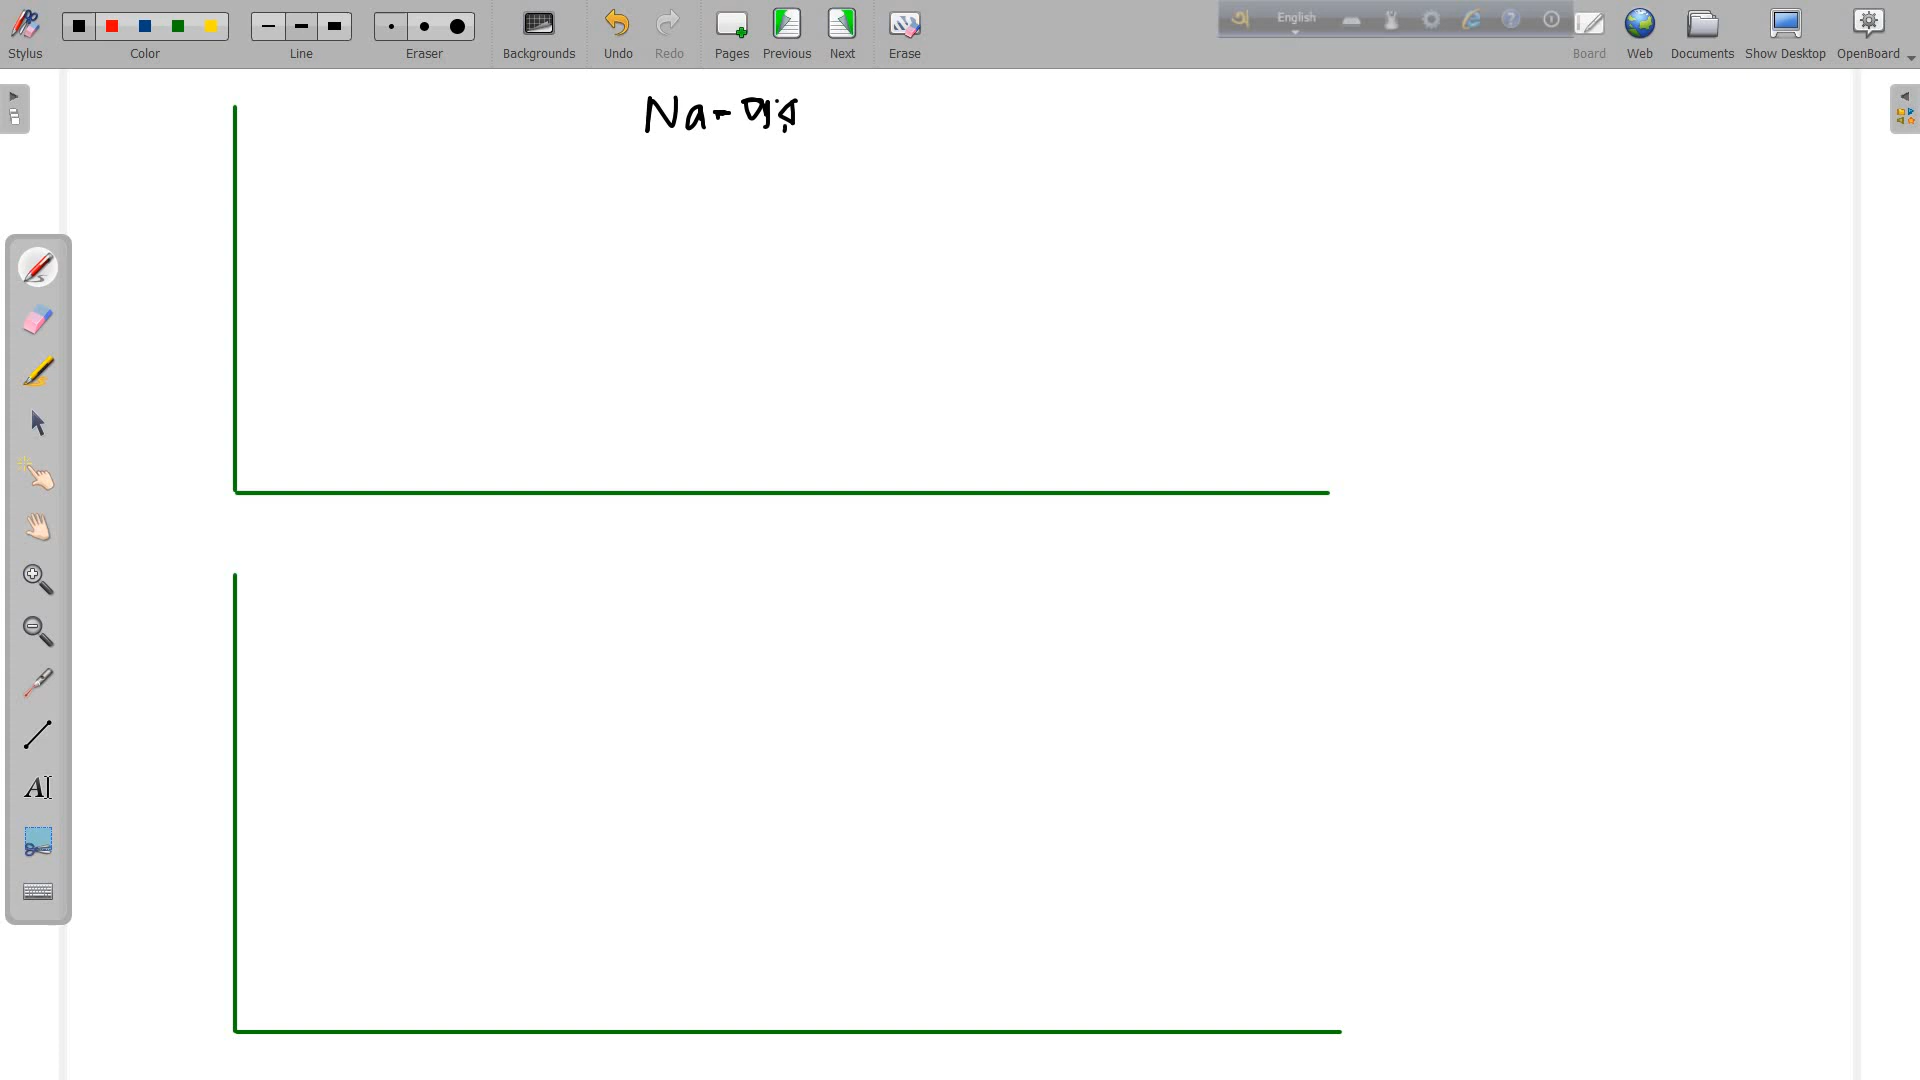 Stylus
Color
Line
Eraser
Backgrounds
Undo
Redo
Pages
Previous
Next
Erase
English
Board
Web
Documents
Show Desktop
OpenBoard
Na-